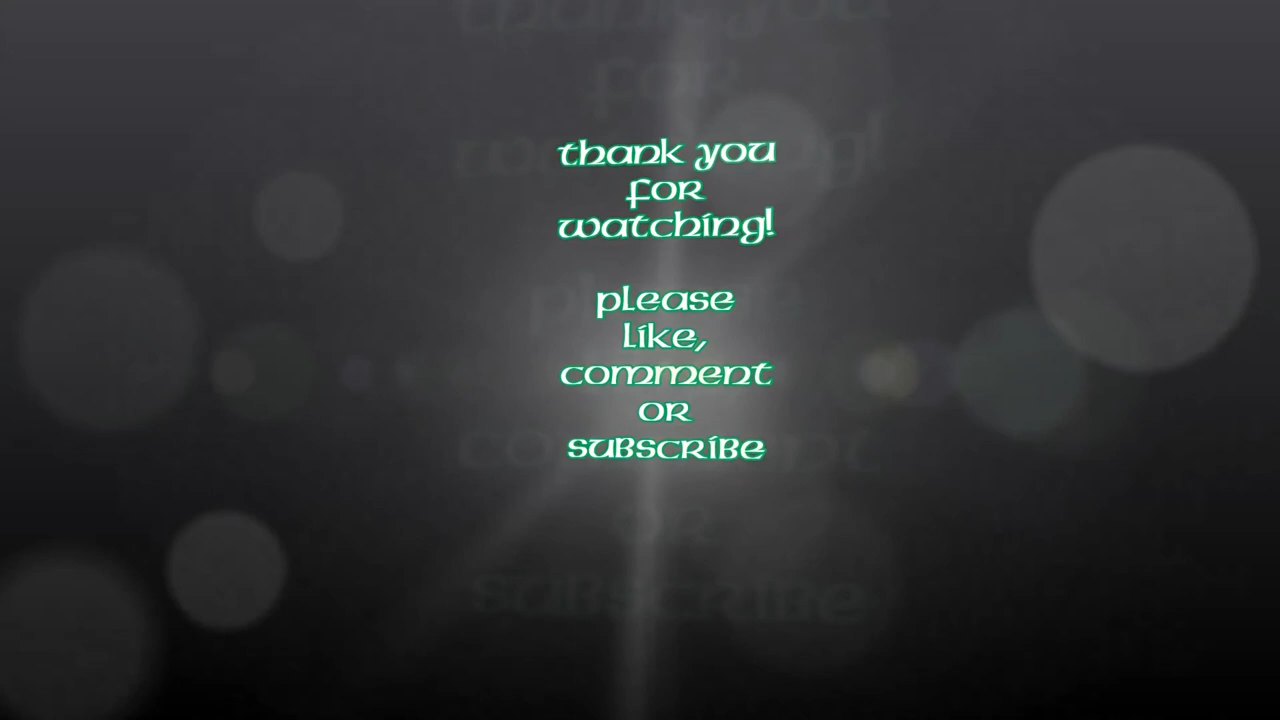 thank you
for
watching!
please
like,
comment
or
subscribe